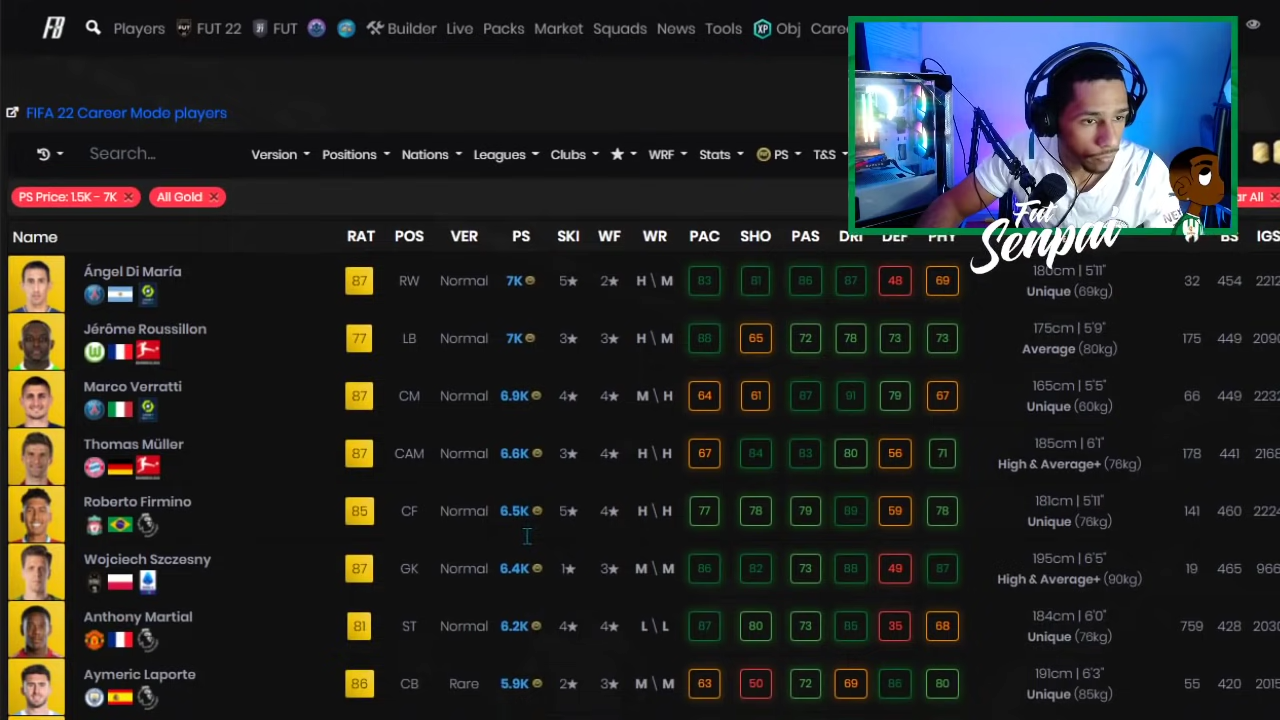 FB Players FUT 22 FUT Builder Live Packs Market Squads News Tools XP Obj
FIFA 22 Career Mode players
Search... Version Positions Nations Leagues Clubs WRF Stats PS T&S
PS Price: 1.5K - 7K All Gold
Fut
Senpai
Name RAT POS VER PS SKI WF WR PAC SHO PAS DRI DEF PHY BS IGS
Ángel Di María 87 RW Normal 7K 5★ 2★ H \ M 83 81 86 87 48 69 180cm | 5'11" 32 454
Unique (69kg)
Jérôme Roussillon 77 LB Normal 7K 3★ 3★ H \ M 88 65 72 78 73 73 175cm | 5'9" 175 449
Average (80kg)
Marco Verratti 87 CM Normal 6.9K 4★ 4★ M \ H 64 61 87 91 79 67 165cm | 5'5" 66 449
Unique (60kg)
Thomas Müller 87 CAM Normal 6.6K 3★ 4★ H \ H 67 84 83 80 56 71 185cm | 6'1" 178 441
High & Average+ (76kg)
Roberto Firmino 85 CF Normal 6.5K 5★ 4★ H \ H 77 78 79 89 59 78 181cm | 5'11" 141 460
Unique (76kg)
Wojciech Szczesny 87 GK Normal 6.4K 1★ 3★ M \ M 86 82 73 88 49 87 195cm | 6'5" 19 465 966
High & Average+ (90kg)
Anthony Martial 81 ST Normal 6.2K 4★ 4★ L \ L 87 80 73 85 35 68 184cm | 6'0" 759 428
Unique (76kg)
Aymeric Laporte 86 CB Rare 5.9K 2★ 3★ M \ M 63 50 72 69 86 80 191cm | 6'3" 55 420
Unique (85kg)